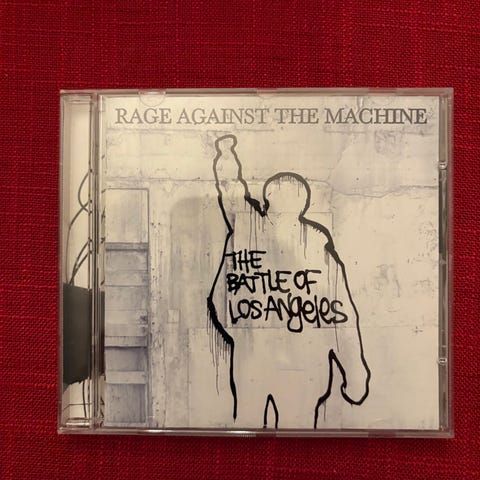 RAGE AGAINST THE MACHINE
THE
BATTLE OF
LOS ANGELES